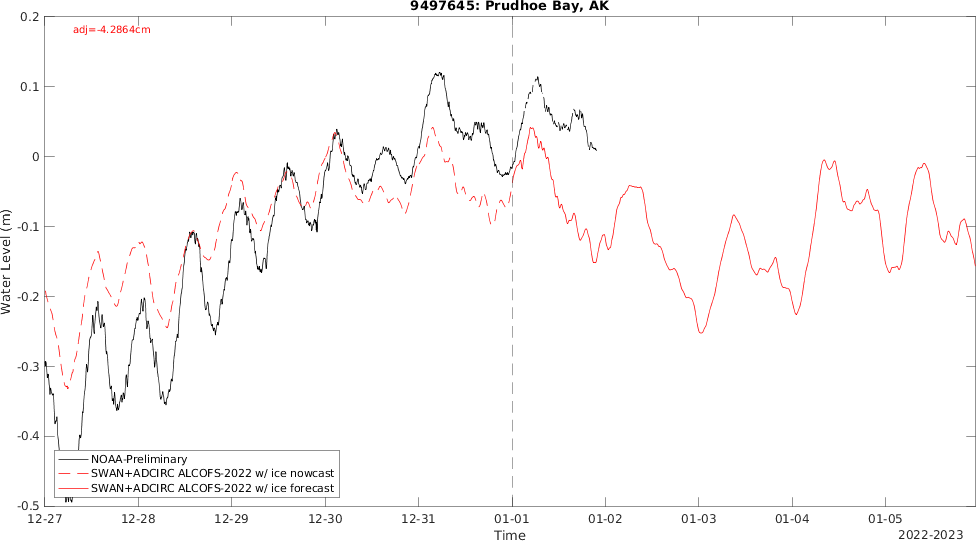 9497645: Prudhoe Bay, AK
adj=-4.2864cm
0.2
0.1
0
-0.1
-0.2
-0.3
-0.4
-0.5
Water Level (m)
NOAA-Preliminary
SWAN+ADCIRC ALCOFS-2022 w/ ice nowcast
SWAN+ADCIRC ALCOFS-2022 w/ ice forecast
12-27 12-28 12-29 12-30 12-31 01-01 01-02 01-03 01-04 01-05
Time
2022-2023